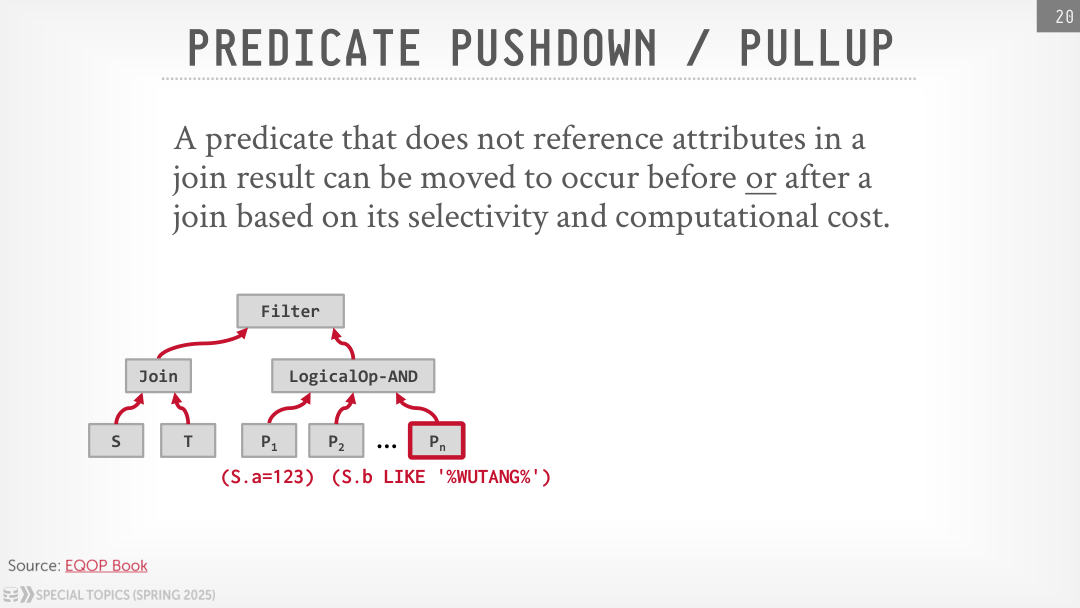 20
PREDICATE PUSHDOWN / PULLUP
A predicate that does not reference attributes in a
join result can be moved to occur before or after a
join based on its selectivity and computational cost.
Filter
Join
LogicalOp-AND
S
T
P1
P2
...
Pn
(S.a=123)
(S.b LIKE '%WUTANG%')
Source: EQOP Book
SPECIAL TOPICS (SPRING 2025)